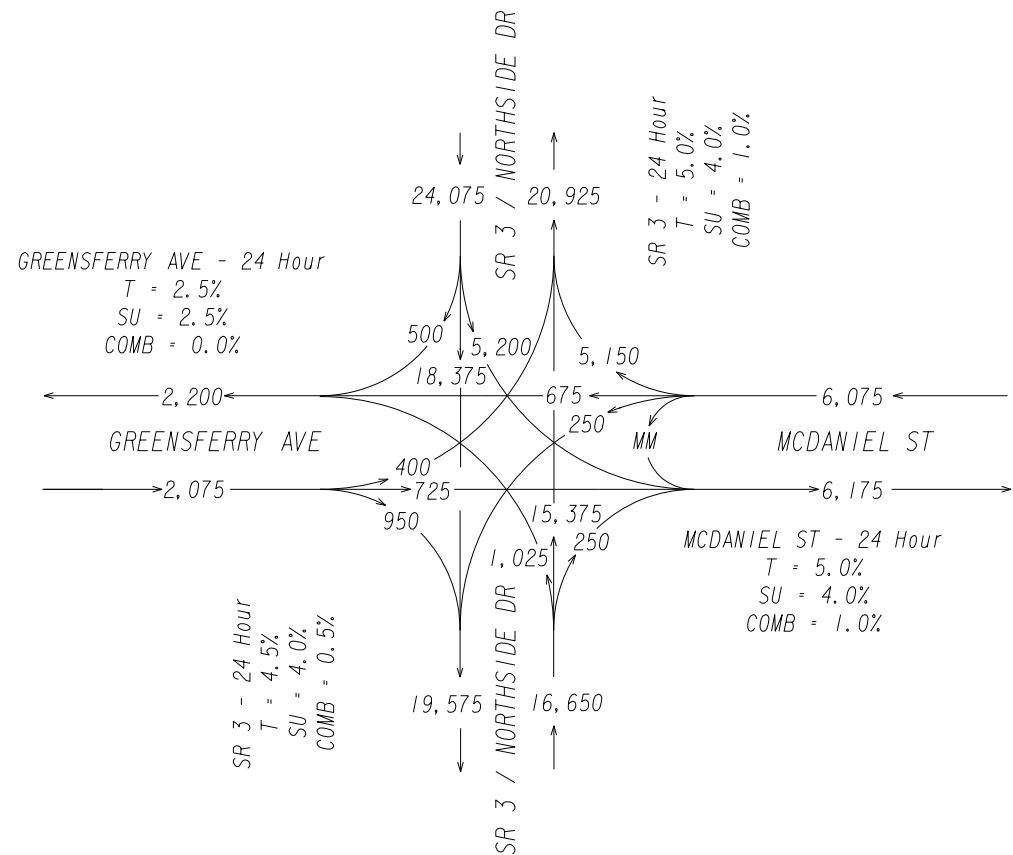 SR 3 / NORTHSIDE DR
SR 3 - 24 Hour
T = 5.0%
SU = 4.0%
COMB = 1.0%
24,075
20,925
GREENSFERRY AVE - 24 Hour
T = 2.5%
SU = 2.5%
COMB = 0.0%
500
5,200
5,150
18,375
2,200
675
6,075
250
GREENSFERRY AVE
MM
MCDANIEL ST
400
2,075
725
6,175
950
15,375
1,025
250
MCDANIEL ST - 24 Hour
T = 5.0%
SU = 4.0%
COMB = 1.0%
SR 3 - 24 Hour
T = 4.5%
SU = 4.0%
COMB = 0.5%
19,575
16,650
SR 3 / NORTHSIDE DR